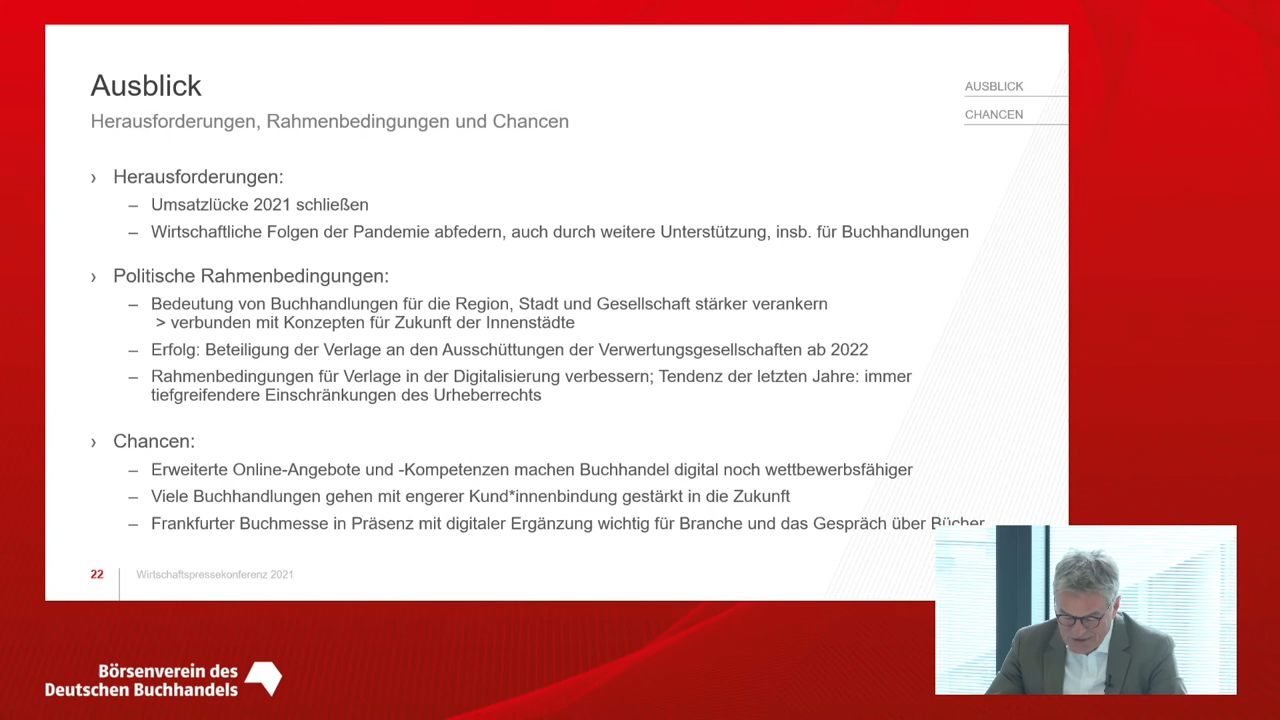 Ausblick
Herausforderungen, Rahmenbedingungen und Chancen
AUSBLICK
CHANCEN
› Herausforderungen:
– Umsatzlücke 2021 schließen
– Wirtschaftliche Folgen der Pandemie abfedern, auch durch weitere Unterstützung, insb. für Buchhandlungen
› Politische Rahmenbedingungen:
– Bedeutung von Buchhandlungen für die Region, Stadt und Gesellschaft stärker verankern
> verbunden mit Konzepten für Zukunft der Innenstädte
– Erfolg: Beteiligung der Verlage an den Ausschüttungen der Verwertungsgesellschaften ab 2022
– Rahmenbedingungen für Verlage in der Digitalisierung verbessern; Tendenz der letzten Jahre: immer
tiefgreifendere Einschränkungen des Urheberrechts
› Chancen:
– Erweiterte Online-Angebote und -Kompetenzen machen Buchhandel digital noch wettbewerbsfähiger
– Viele Buchhandlungen gehen mit engerer Kund*innenbindung gestärkt in die Zukunft
– Frankfurter Buchmesse in Präsenz mit digitaler Ergänzung wichtig für Branche und das Gespräch über Bücher
22
Wirtschaftspressekonferenz 2021
Börsenverein des
Deutschen Buchhandels